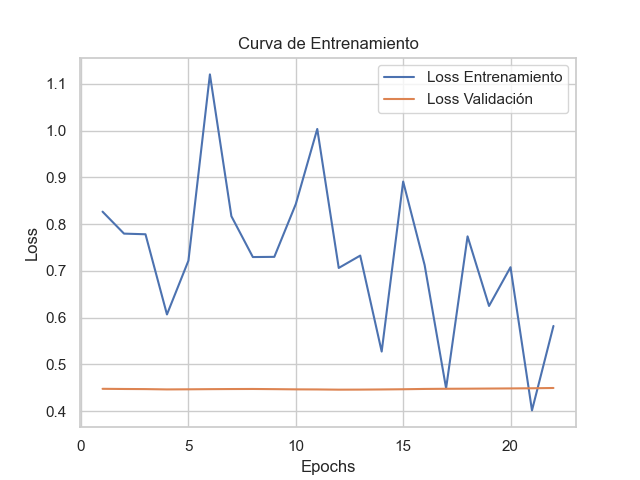 Curva de Entrenamiento
Loss Entrenamiento
Loss Validación
Loss
1.1
1.0
0.9
0.8
0.7
0.6
0.5
0.4
0 5 10 15 20
Epochs